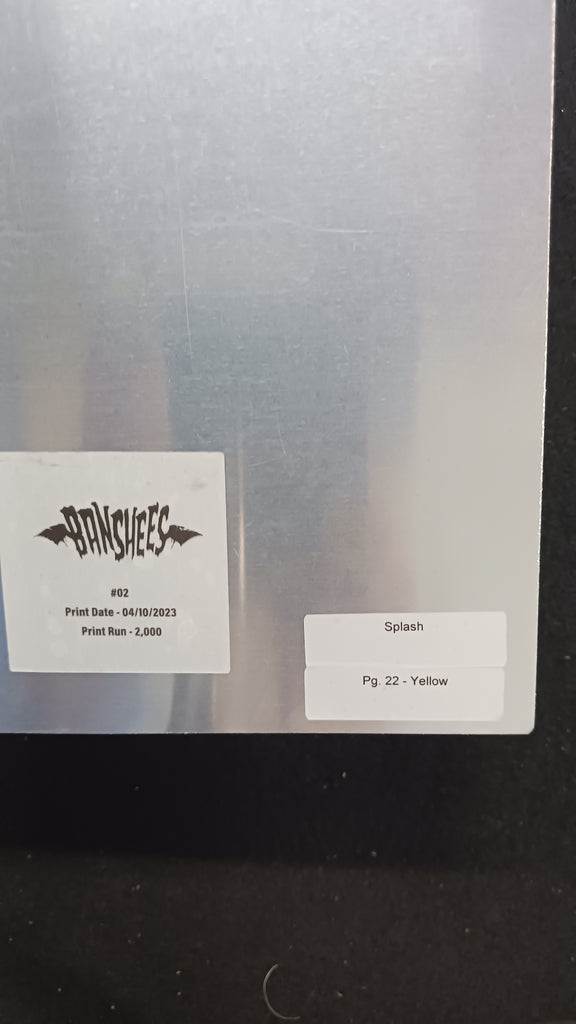 BANSHEES
#02
Print Date - 04/10/2023
Print Run - 2,000
Splash
Pg. 22 - Yellow